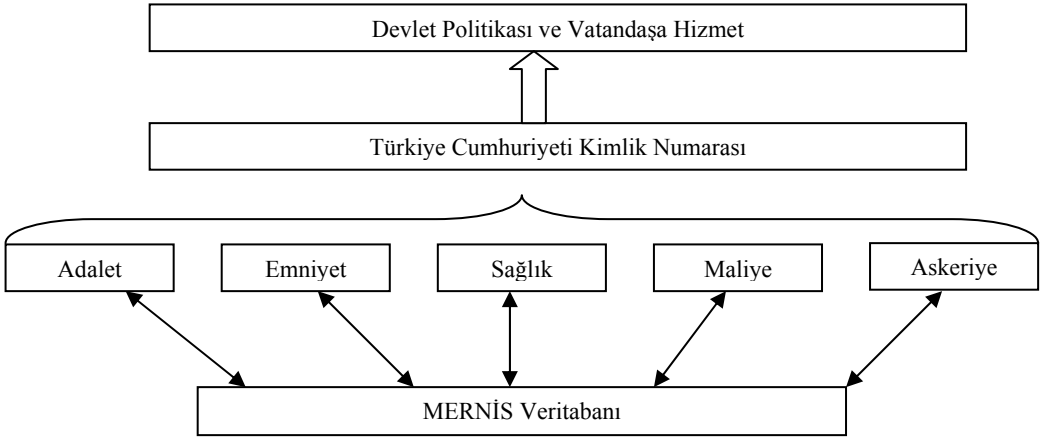 Devlet Politikası ve Vatandaşa Hizmet
Türkiye Cumhuriyeti Kimlik Numarası
Adalet
Emniyet
Sağlık
Maliye
Askeriye
MERNİS Veritabanı